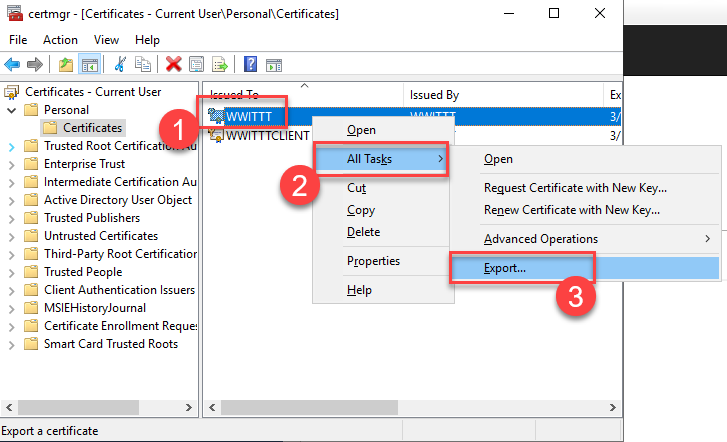 certmgr - [Certificates - Current User\Personal\Certificates]
File Action View Help
Certificates - Current User
Personal
Certificates
Trusted Root Certification Au
Enterprise Trust
Intermediate Certification Au
Active Directory User Object
Trusted Publishers
Untrusted Certificates
Third-Party Root Certification
Trusted People
Client Authentication Issuers
MSIEHistoryJournal
Certificate Enrollment Reques
Smart Card Trusted Roots
Issued To Issued By Ex
1 WWITTT WWITTT 3/
WWITTTCLIENT 3/
Open
2 All Tasks
Cut
Copy
Delete
Properties
Help
Open
Request Certificate with New Key...
Renew Certificate with New Key...
Advanced Operations
Export...
3
Export a certificate